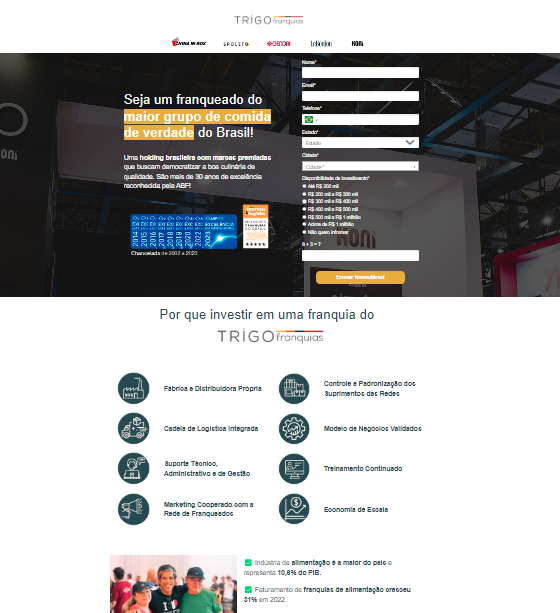 TRIGO franquias
CHINA IN BOX SPOLETO GENDAI LeBonton KONI
Nome*
Email*
Seja um franqueado do
maior grupo de comida
de verdade do Brasil!
Telefone*
Estado*
Estado
Uma holding brasileira com marcas premiadas
que buscam democratizar a boa culinária de
qualidade. São mais de 30 anos de excelência
reconhecida pela ABF!
Cidade*
Cidade *
Disponibilidade de Investimento*
Até R$ 200 mil
R$ 200 mil a R$ 300 mil
R$ 300 mil a R$ 400 mil
R$ 400 mil a R$ 500 mil
R$ 500 mil a R$ 1 milhão
Acima de R$ 1 milhão
Não quero informar
2014 2015 2016 2017 2018 2019 2020 2022 2023
EXCELÊNCIA
MELHORES
FRANQUIAS
DO BRASIL
Chancelada de 2022 a 2023
8 + 3 = ?
Enviar formulário!
KONI
Por que investir em uma franquia do
TRIGO franquias
Fábrica e Distribuidora Própria
Controle e Padronização dos
Suprimentos das Redes
Cadeia de Logística Integrada
Modelo de Negócios Validados
Suporte Técnico,
Administrativo e de Gestão
Treinamento Continuado
Marketing Cooperado com a
Rede de Franqueados
Economia de Escala
Indústria de alimentação é a maior do país e
representa 10,6% do PIB.
Faturamento de franquias de alimentação cresceu
31% em 2022.